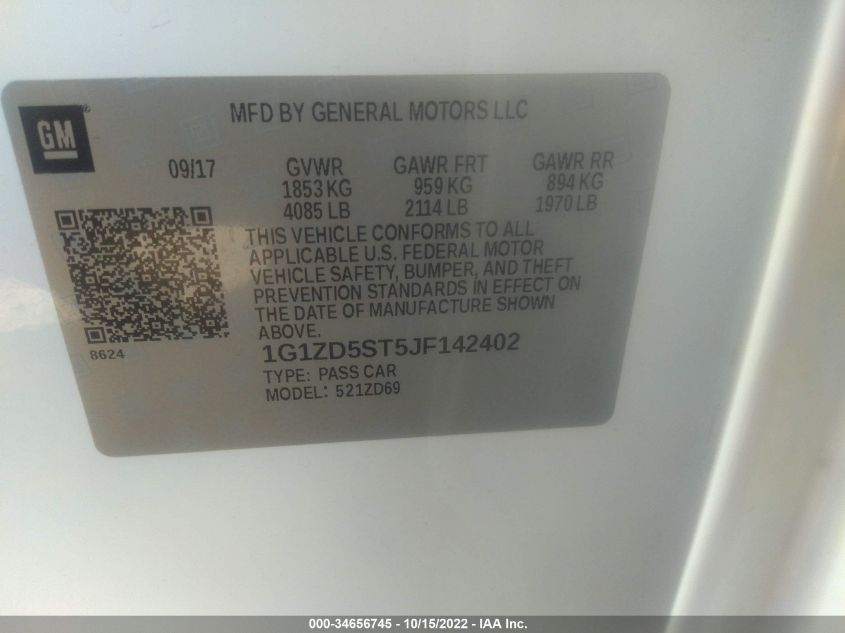 GM
MFD BY GENERAL MOTORS LLC
09/17 GVWR GAWR FRT GAWR RR
1853 KG 959 KG 894 KG
4085 LB 2114 LB 1970 LB
THIS VEHICLE CONFORMS TO ALL
APPLICABLE U.S. FEDERAL MOTOR
VEHICLE SAFETY, BUMPER, AND THEFT
PREVENTION STANDARDS IN EFFECT ON
THE DATE OF MANUFACTURE SHOWN
ABOVE.
8624
1G1ZD5ST5JF142402
TYPE: PASS CAR
MODEL: 521ZD69
000-34656745 - 10/15/2022 - IAA Inc.